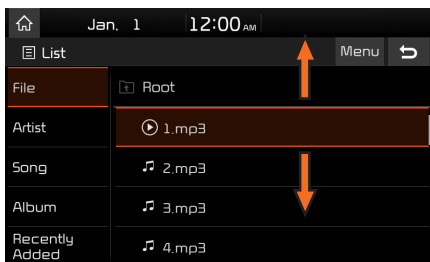 Jan. 1 12:00 AM
List Menu
File
Root
Artist
1.mp3
Song
2.mp3
Album
3.mp3
Recently
Added
4.mp3